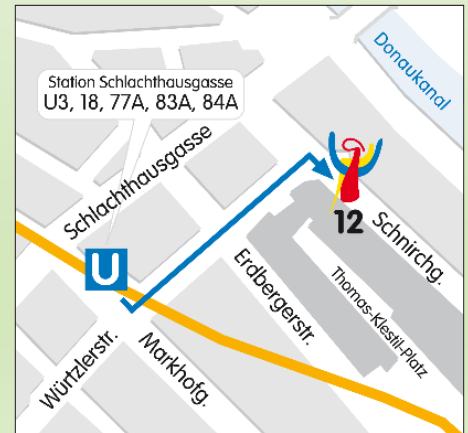 Donaukanal
Station Schlachthausgasse
U3, 18, 77A, 83A, 84A
Schlachthausgasse
12
Schnirchg.
U
Erdbergerstr.
Thomas-Klestil-Platz
Würtzlerstr.
Markhofg.